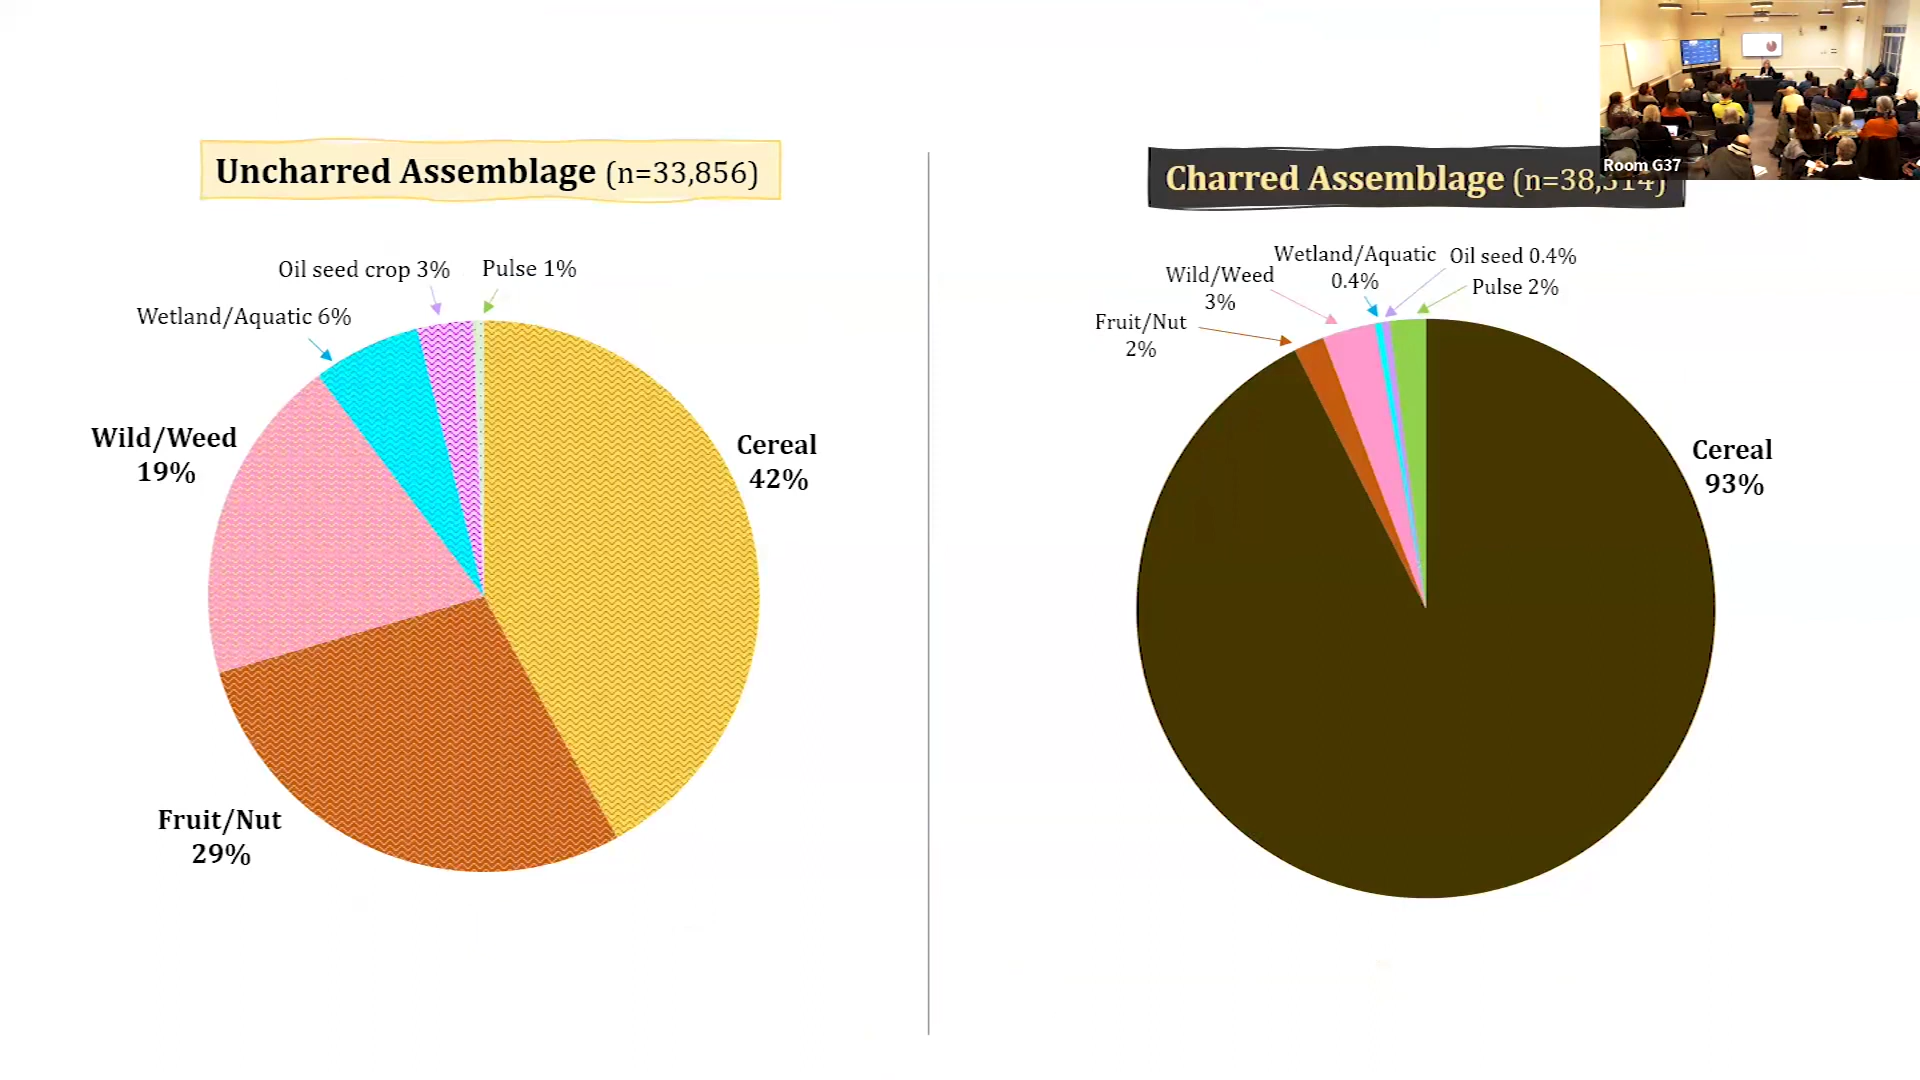 Uncharred Assemblage (n=33,856)
Oil seed crop 3%
Pulse 1%
Wetland/Aquatic 6%
Wild/Weed
19%
Cereal
42%
Fruit/Nut
29%
Room G37
Charred Assemblage (n=38,314)
Wetland/Aquatic
0.4%
Oil seed 0.4%
Wild/Weed
3%
Pulse 2%
Fruit/Nut
2%
Cereal
93%